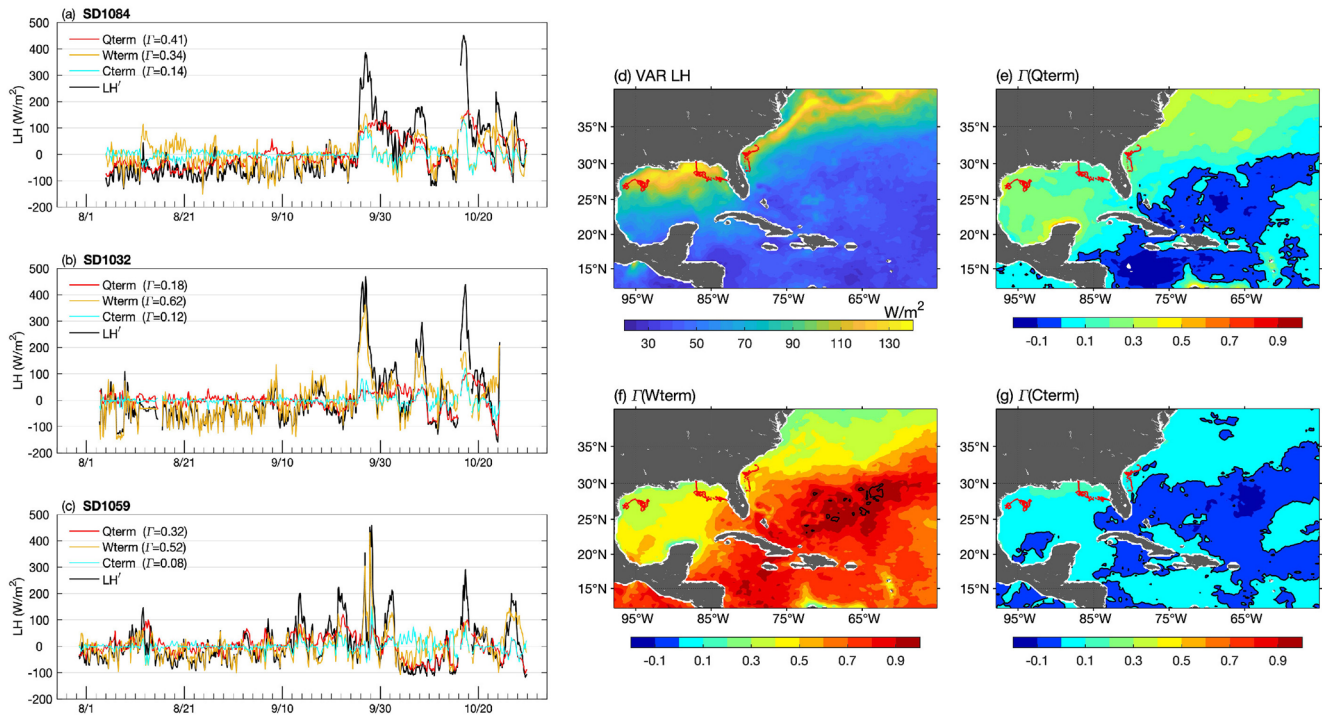 (a) SD1084
500
400
300
200
100
0
-100
-200
LH (W/m²)
Qterm (Γ=0.41)
Wterm (Γ=0.34)
Cterm (Γ=0.14)
LH′
8/1 8/21 9/10 9/30 10/20
(b) SD1032
500
400
300
200
100
0
-100
-200
LH (W/m²)
Qterm (Γ=0.18)
Wterm (Γ=0.62)
Cterm (Γ=0.12)
LH′
8/1 8/21 9/10 9/30 10/20
(c) SD1059
500
400
300
200
100
0
-100
-200
LH (W/m²)
Qterm (Γ=0.32)
Wterm (Γ=0.52)
Cterm (Γ=0.08)
LH′
8/1 8/21 9/10 9/30 10/20
(d) VAR LH
35°N
30°N
25°N
20°N
15°N
95°W 85°W 75°W 65°W
W/m²
30 50 70 90 110 130
(e) Γ(Qterm)
35°N
30°N
25°N
20°N
15°N
95°W 85°W 75°W 65°W
-0.1 0.1 0.3 0.5 0.7 0.9
(f) Γ(Wterm)
35°N
30°N
25°N
20°N
15°N
95°W 85°W 75°W 65°W
-0.1 0.1 0.3 0.5 0.7 0.9
(g) Γ(Cterm)
35°N
30°N
25°N
20°N
15°N
95°W 85°W 75°W 65°W
-0.1 0.1 0.3 0.5 0.7 0.9